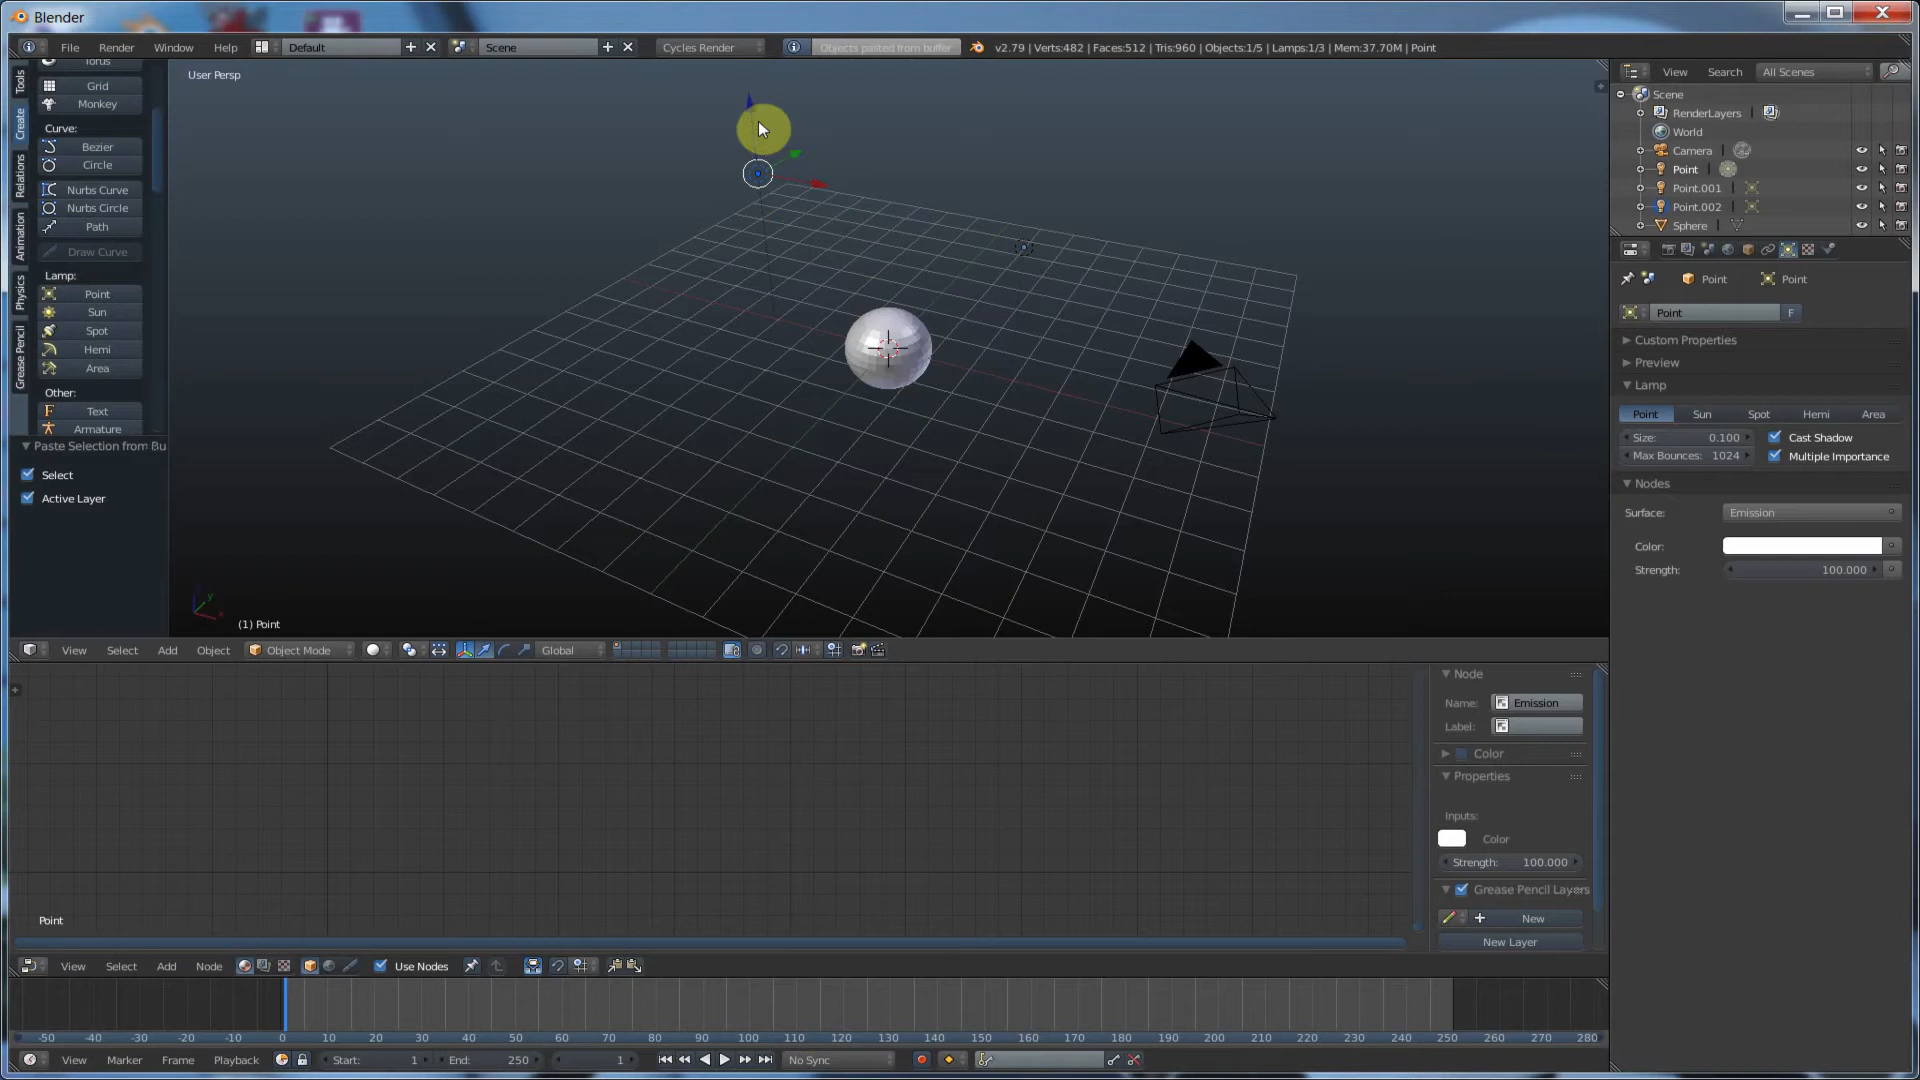 Blender
File Render Window Help Default Scene Cycles Render Objects pasted from buffer v2.79 | Verts:482 | Faces:512 | Tris:960 | Objects:1/5 | Lamps:1/3 | Mem:37.70M | Point
Tools
Create
Relations
Animation
Physics
Grease Pencil
Torus
Grid
Monkey
Curve:
Bezier
Circle
Nurbs Curve
Nurbs Circle
Path
Draw Curve
Lamp:
Point
Sun
Spot
Hemi
Area
Other:
Text
Armature
Paste Selection from Bu
Select
Active Layer
User Persp
(1) Point
View Select Add Object Object Mode Global
View Search All Scenes
Scene
RenderLayers
World
Camera
Point
Point.001
Point.002
Sphere
Point Point
Point F
Custom Properties
Preview
Lamp
Point Sun Spot Hemi Area
Size: 0.100 Cast Shadow
Max Bounces: 1024 Multiple Importance
Nodes
Surface: Emission
Color:
Strength: 100.000
Node
Name: Emission
Label:
Color
Properties
Inputs:
Color
Strength: 100.000
Grease Pencil Layers
New
New Layer
Point
View Select Add Node Use Nodes
-50 -40 -30 -20 -10 0 10 20 30 40 50 60 70 80 90 100 110 120 130 140 150 160 170 180 190 200 210 220 230 240 250 260 270 280
View Marker Frame Playback Start: 1 End: 250 1 No Sync